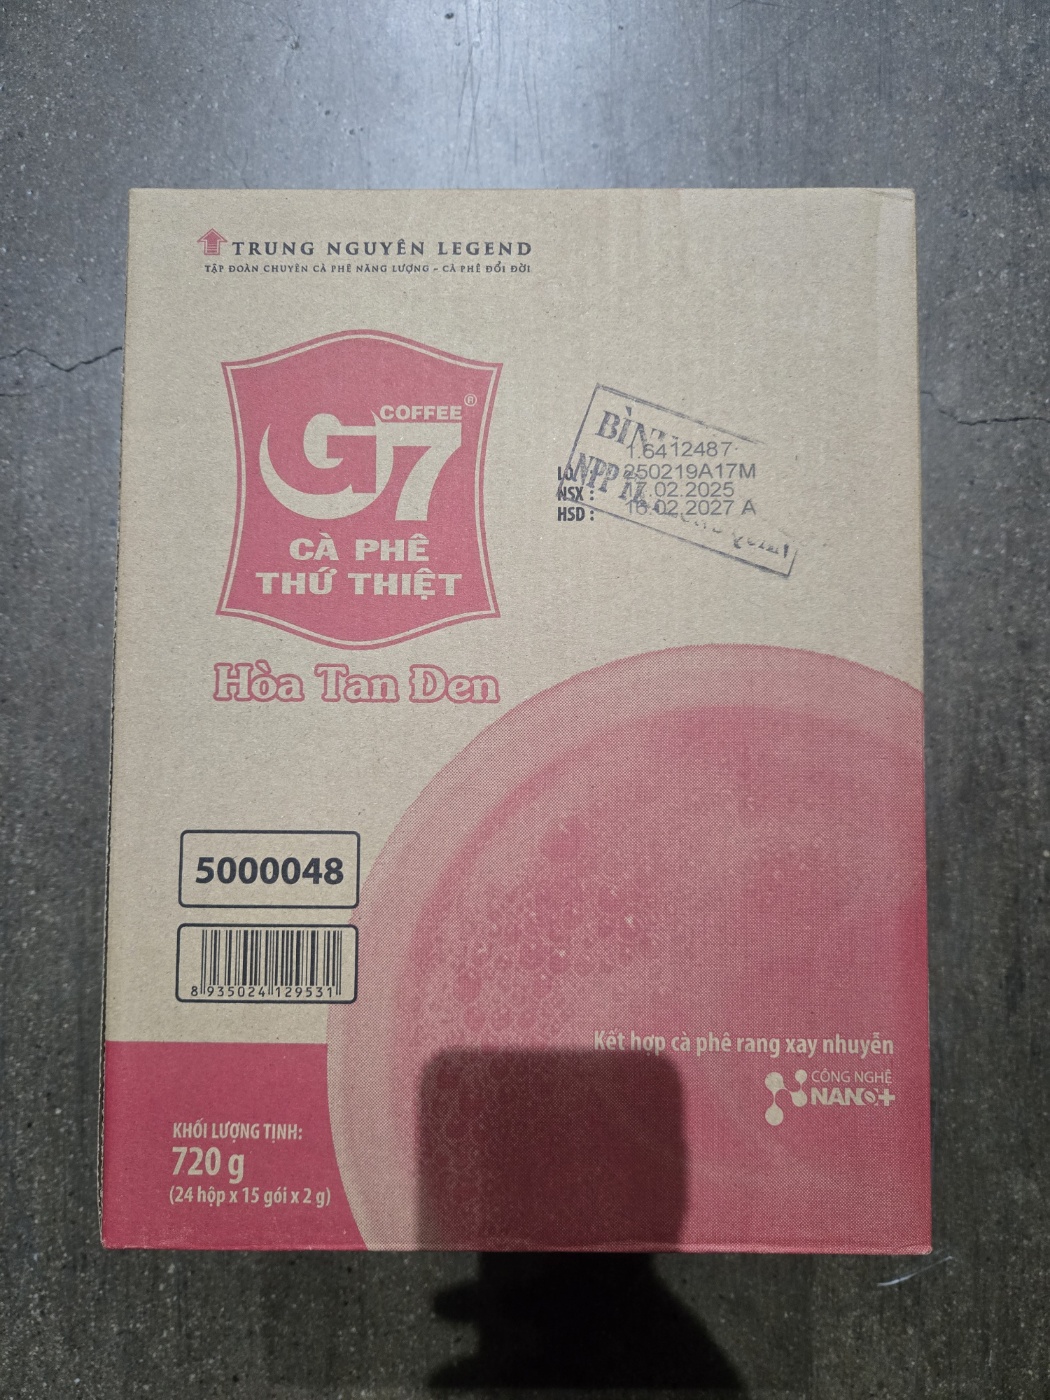 TRUNG NGUYÊN LEGEND
TẬP ĐOÀN CHUYÊN CÀ PHÊ NĂNG LƯỢNG - CÀ PHÊ ĐỔI ĐỜI
G7 COFFEE ®
CÀ PHÊ
THỨ THIỆT
Hòa Tan Đen
BÌN
NPP
1.6412487
LÔ : 250219A17M
NSX : 17.02.2025
HSD : 16.02.2027 A
5000048
8 935024 129531
Kết hợp cà phê rang xay nhuyễn
CÔNG NGHỆ
NANO+
KHỐI LƯỢNG TỊNH:
720 g
(24 hộp x 15 gói x 2 g)